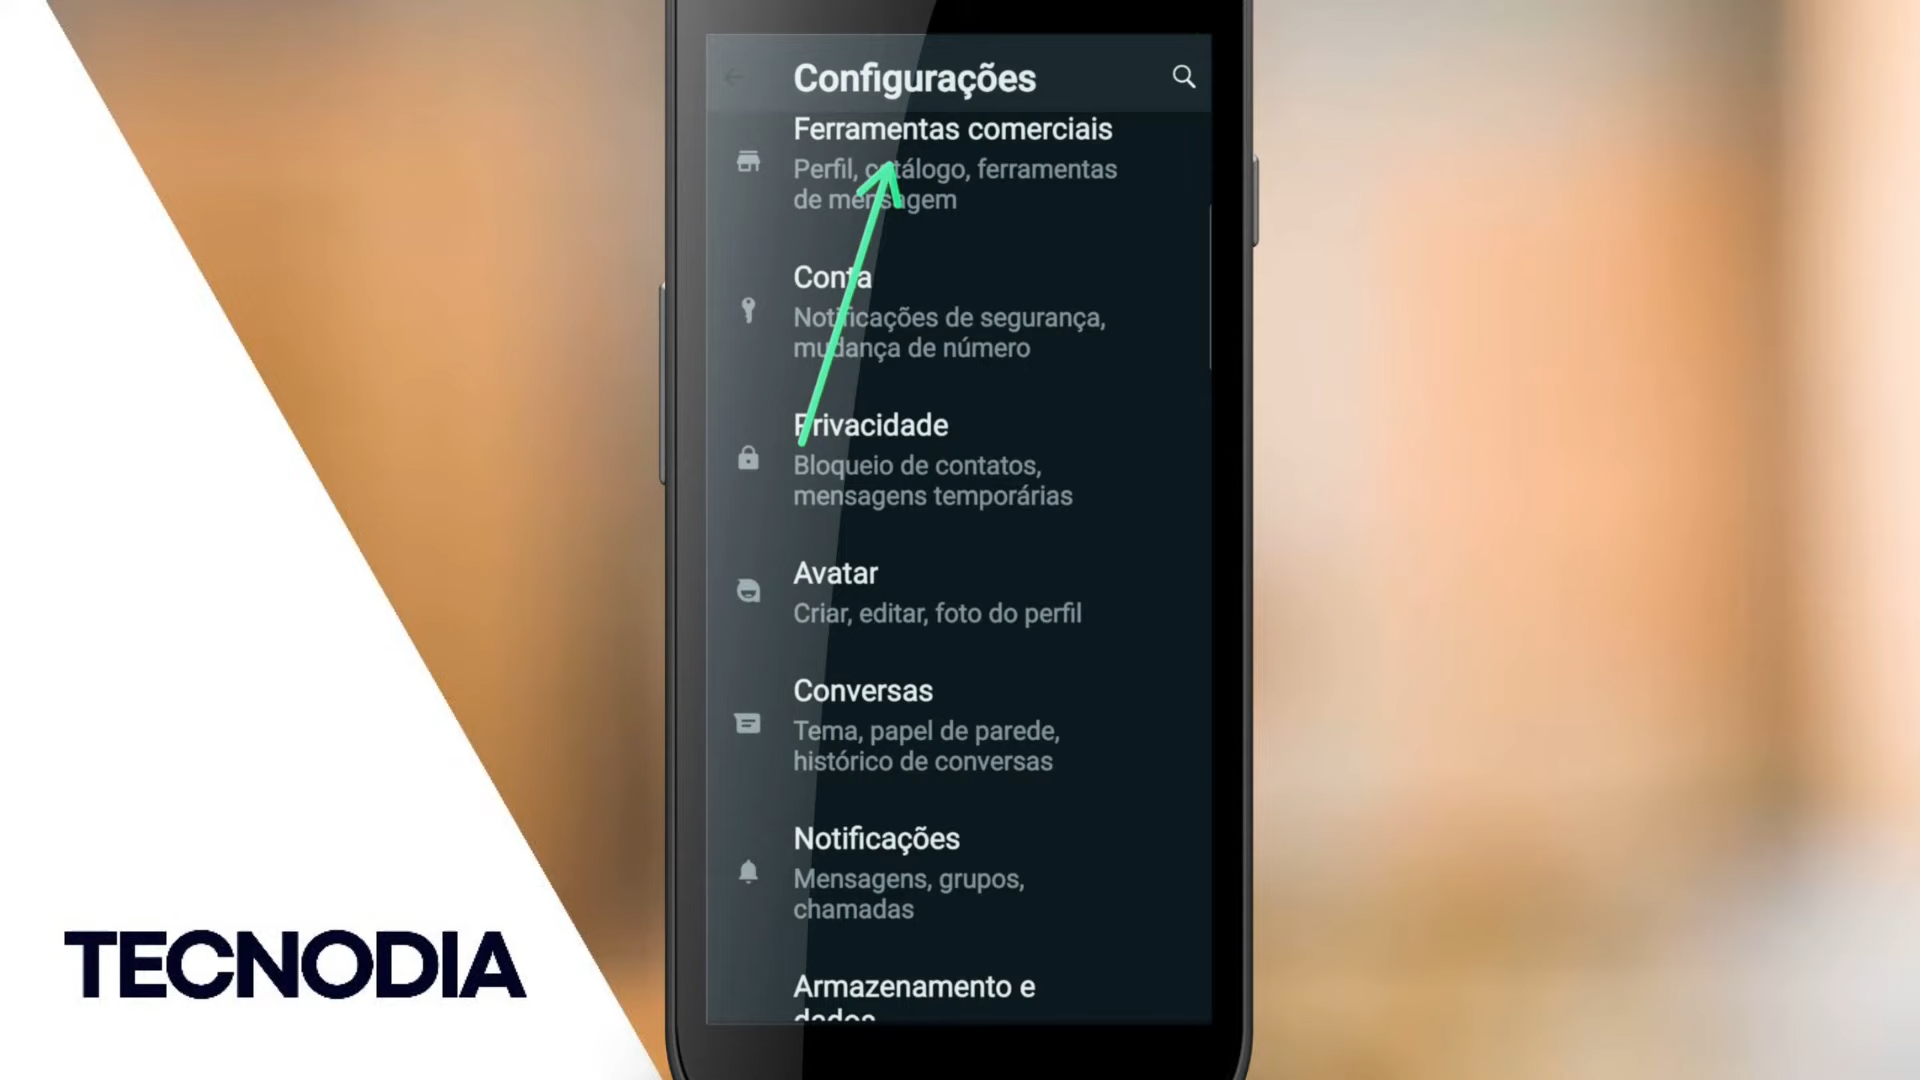 Configurações
Ferramentas comerciais
Perfil, catálogo, ferramentas
de mensagem
Conta
Notificações de segurança,
mudança de número
Privacidade
Bloqueio de contatos,
mensagens temporárias
Avatar
Criar, editar, foto do perfil
Conversas
Tema, papel de parede,
histórico de conversas
Notificações
Mensagens, grupos,
chamadas
Armazenamento e
dados
TECNODIA